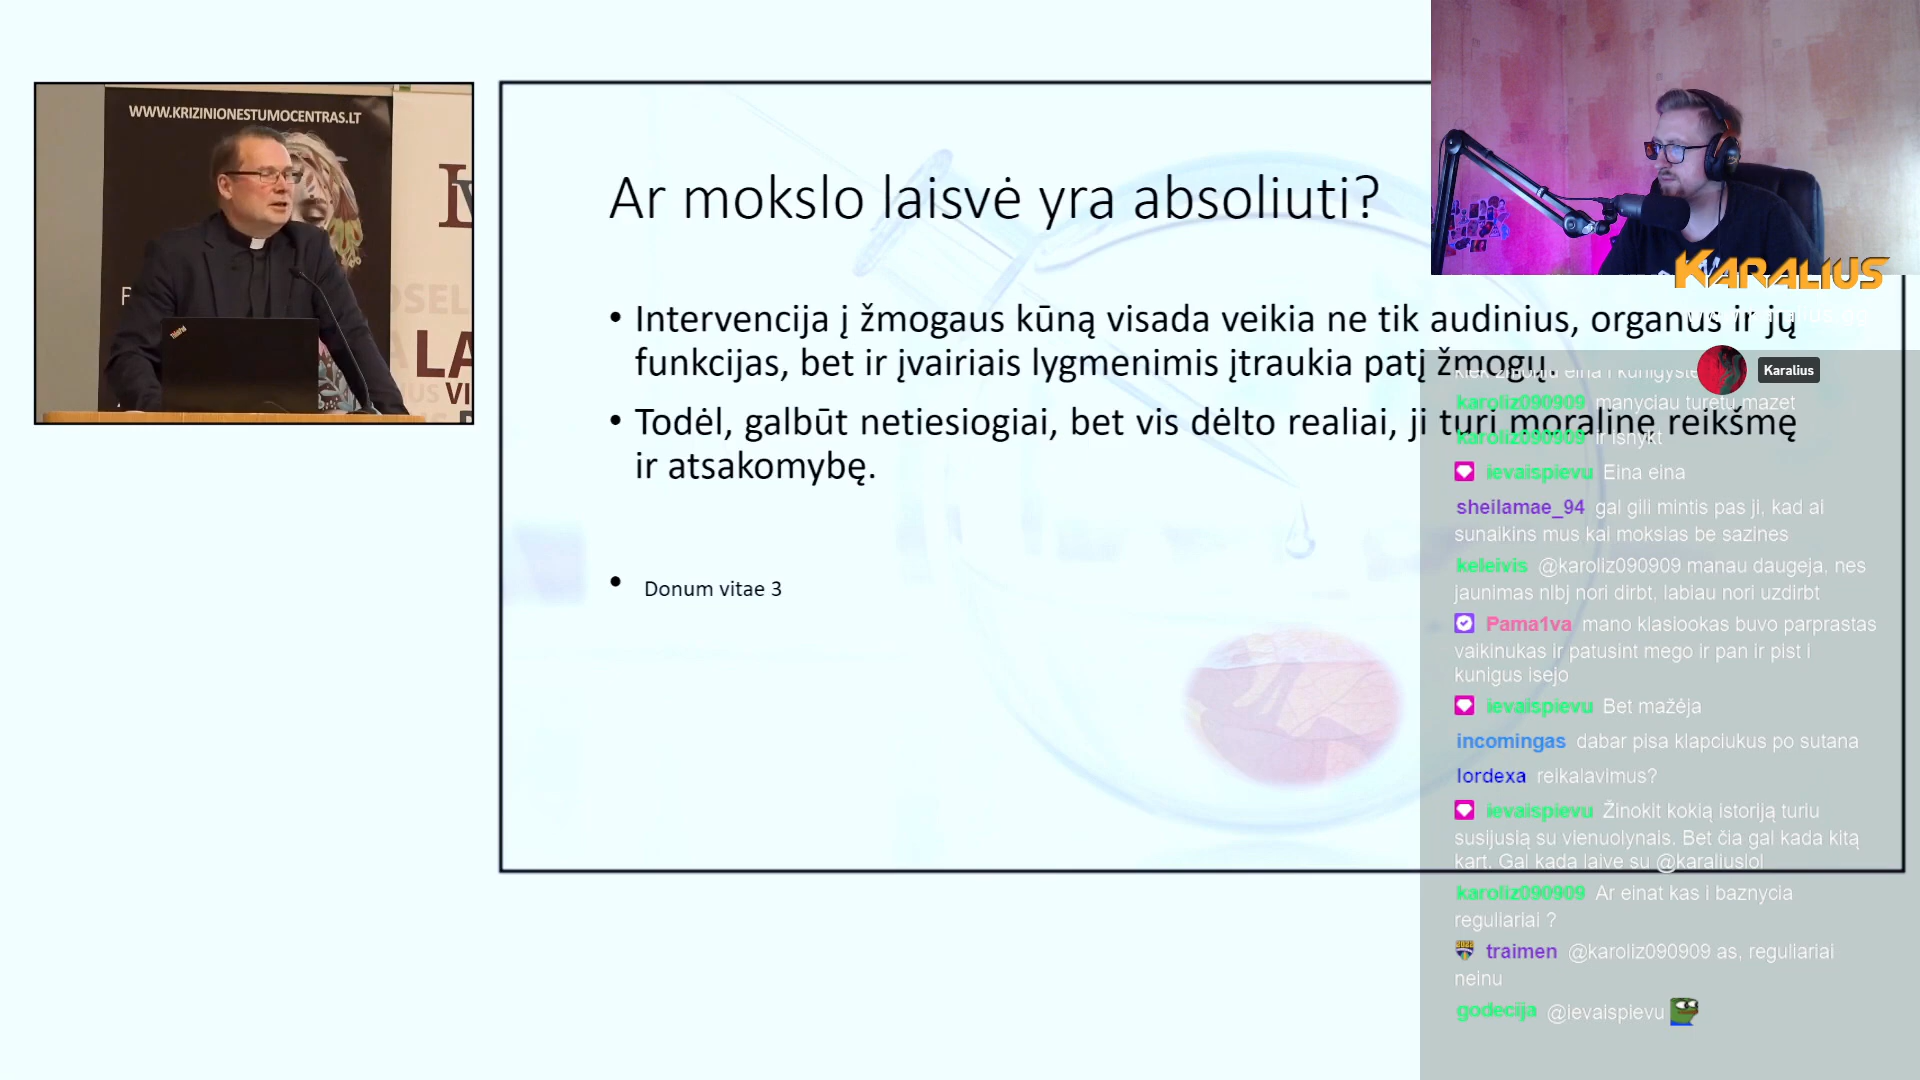 WWW.KRIZINIONESTUMOCENTRAS.LT
ThinkPad
LA
VI
Ar mokslo laisvė yra absoliuti?
• Intervencija į žmogaus kūną visada veikia ne tik audinius, organus ir jų
funkcijas, bet ir įvairiais lygmenimis įtraukia patį žmogų.
• Todėl, galbūt netiesiogiai, bet vis dėlto realiai, ji turi moralinę reikšmę
ir atsakomybę.
• Donum vitae 3
KARALIUS
Karalius
karoliz090909 manyciau turetu mazet
karoliz090909 ir isnykt
ievaispievu Eina eina
sheilamae_94 gal gili mintis pas ji, kad ai
sunaikins mus kai mokslas be sazines
keleivis @karoliz090909 manau daugeja, nes
jaunimas nlbj nori dirbt, labiau nori uzdirbt
Pama1va mano klasiookas buvo parprastas
vaikinukas ir patusint mego ir pan ir pist i
kunigus isejo
ievaispievu Bet mažėja
incomingas dabar pisa klapciukus po sutana
lordexa reikalavimus?
ievaispievu Žinokit kokią istoriją turiu
susijusią su vienuolynais. Bet čia gal kada kitą
kart. Gal kada laive su @karaliuslol
karoliz090909 Ar einat kas i baznycia
reguliariai ?
traimen @karoliz090909 as, reguliariai
neinu
godecija @ievaispievu